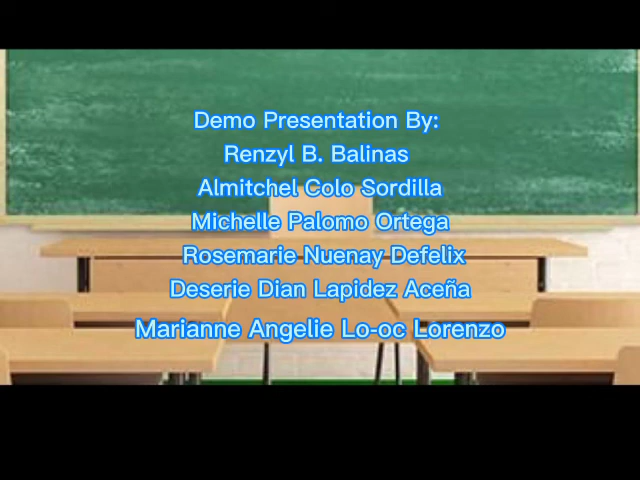 Demo Presentation By:
Renzyl B. Balinas
Almitchel Colo Sordilla
Michelle Palomo Ortega
Rosemarie Nuenay Defelix
Deserie Dian Lapidez Aceña
Marianne Angelie Lo-oc Lorenzo